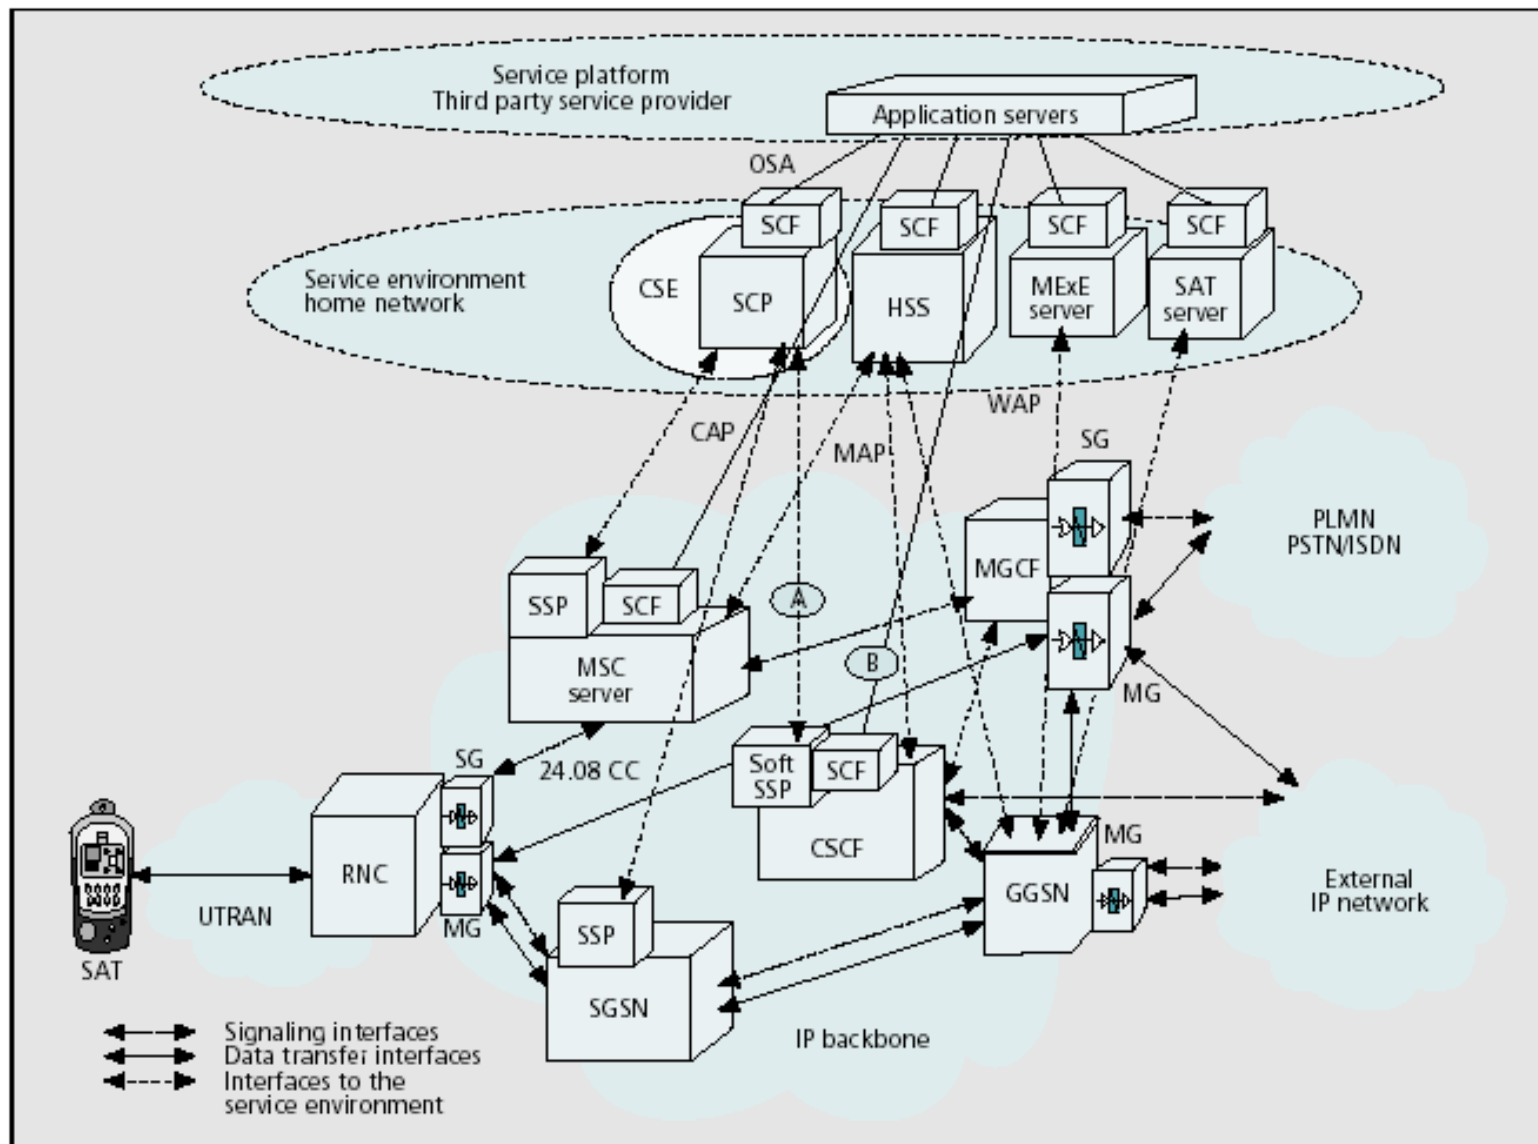 Service platform
Third party service provider
Application servers
OSA
SCF
SCF
SCF
SCF
Service environment
home network
CSE
SCP
HSS
MExE
server
SAT
server
CAP
MAP
WAP
SG
PLMN
PSTN/ISDN
MGCF
SSP
SCF
A
MSC
server
B
MG
SG
24.08 CC
Soft
SSP
SCF
CSCF
MG
RNC
GGSN
External
IP network
UTRAN
MG
SSP
SAT
SGSN
IP backbone
Signaling interfaces
Data transfer interfaces
Interfaces to the
service environment